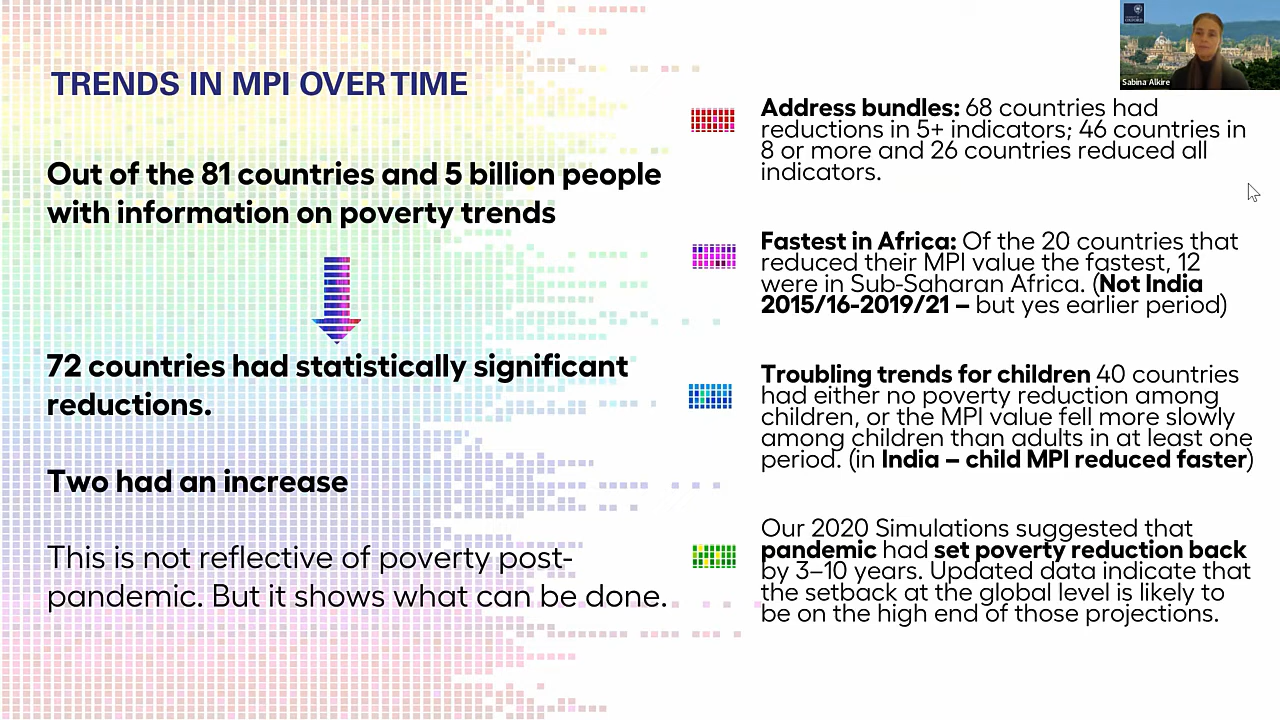 TRENDS IN MPI OVER TIME
Out of the 81 countries and 5 billion people
with information on poverty trends
72 countries had statistically significant
reductions.
Two had an increase
This is not reflective of poverty post-
pandemic. But it shows what can be done.
Address bundles: 68 countries had
reductions in 5+ indicators; 46 countries in
8 or more and 26 countries reduced all
indicators.
Fastest in Africa: Of the 20 countries that
reduced their MPI value the fastest, 12
were in Sub-Saharan Africa. (Not India
2015/16-2019/21 – but yes earlier period)
Troubling trends for children 40 countries
had either no poverty reduction among
children, or the MPI value fell more slowly
among children than adults in at least one
period. (in India – child MPI reduced faster)
Our 2020 Simulations suggested that
pandemic had set poverty reduction back
by 3–10 years. Updated data indicate that
the setback at the global level is likely to
be on the high end of those projections.
OXFORD
Sabina Alkire